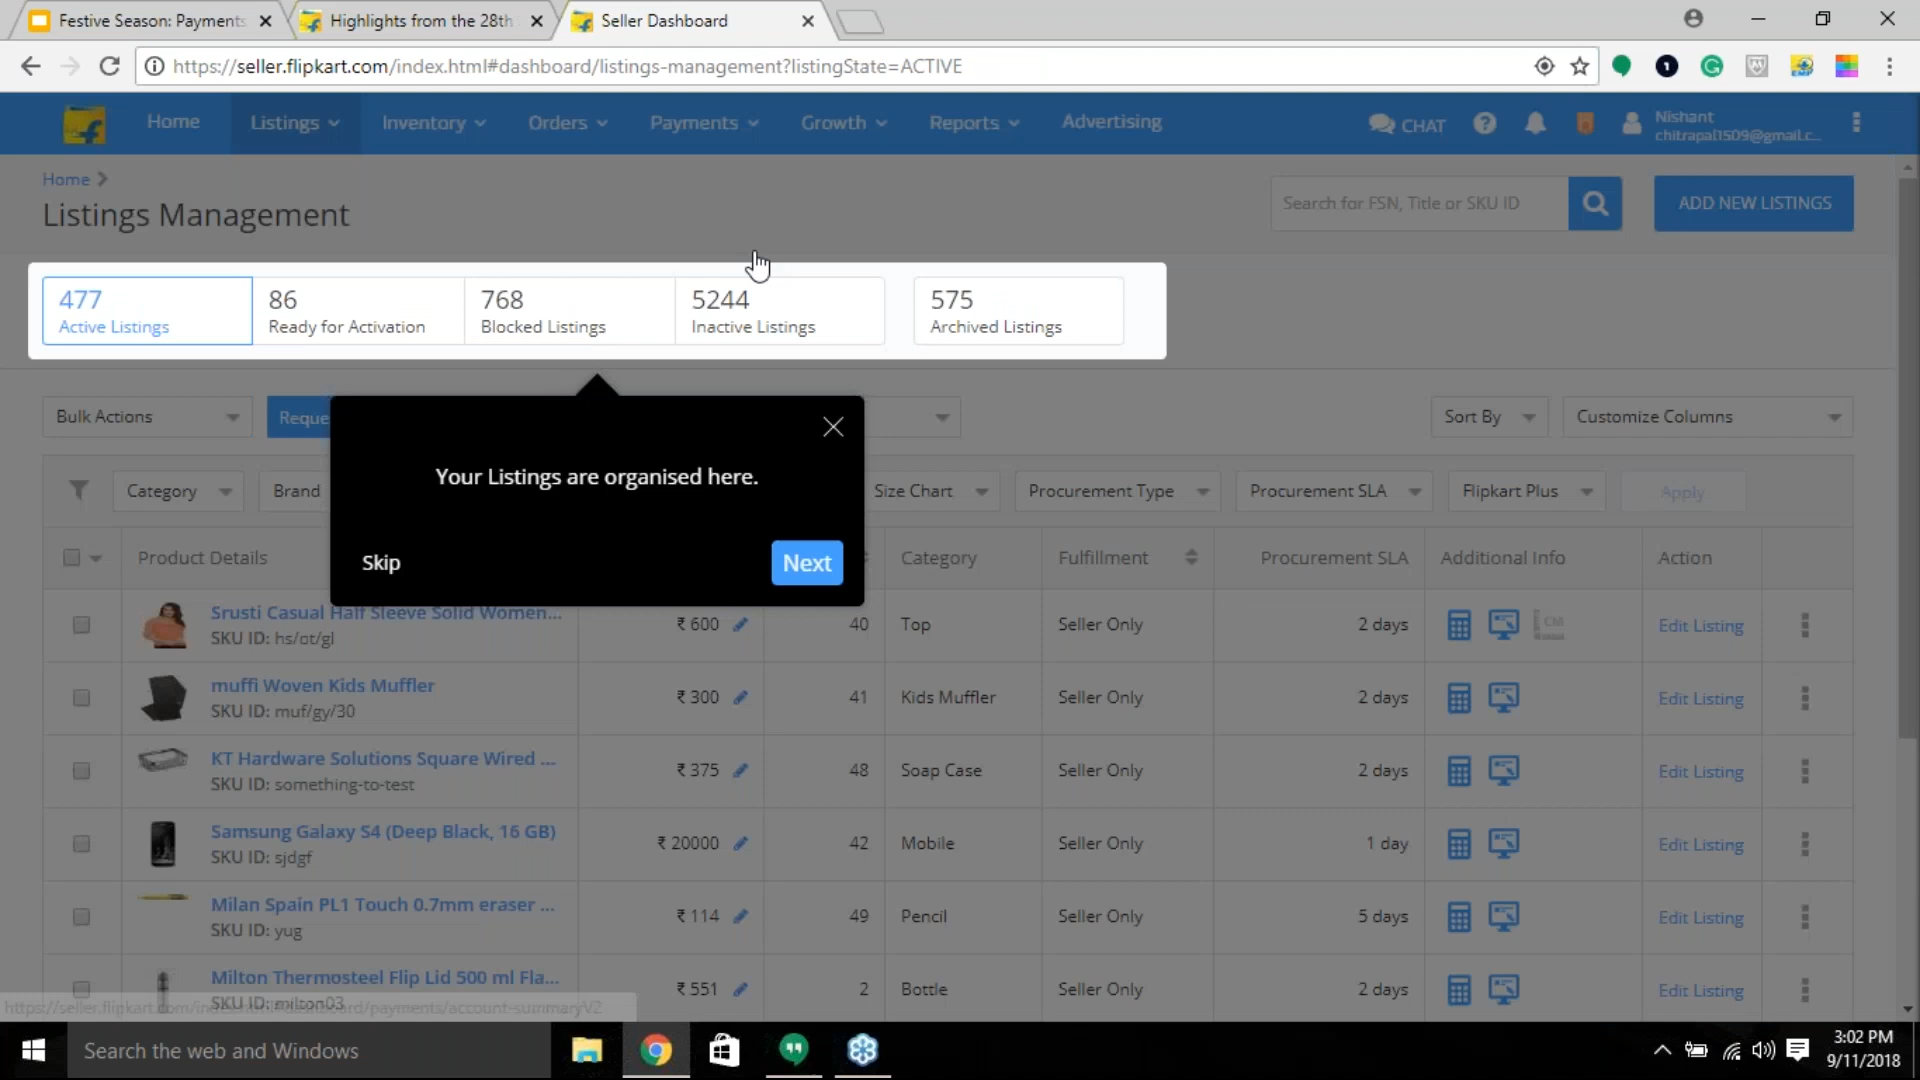 Festive Season: Payments
Highlights from the 28th
Seller Dashboard
https://seller.flipkart.com/index.html#dashboard/listings-management?listingState=ACTIVE
Home
Listings
Inventory
Orders
Payments
Growth
Reports
Advertising
CHAT
Nishant
chitrapal1509@gmail.c...
Home
Listings Management
Search for FSN, Title or SKU ID
ADD NEW LISTINGS
477
Active Listings
86
Ready for Activation
768
Blocked Listings
5244
Inactive Listings
575
Archived Listings
Bulk Actions
Reque
Sort By
Customize Columns
Your Listings are organised here.
Skip
Next
Category
Brand
Size Chart
Procurement Type
Procurement SLA
Flipkart Plus
Apply
Product Details
Category
Fulfillment
Procurement SLA
Additional Info
Action
Srusti Casual Half Sleeve Solid Women...
SKU ID: hs/ot/gl
₹ 600
40
Top
Seller Only
2 days
CM
Edit Listing
muffi Woven Kids Muffler
SKU ID: muf/gy/30
₹ 300
41
Kids Muffler
Seller Only
2 days
Edit Listing
KT Hardware Solutions Square Wired ...
SKU ID: something-to-test
₹ 375
48
Soap Case
Seller Only
2 days
Edit Listing
Samsung Galaxy S4 (Deep Black, 16 GB)
SKU ID: sjdgf
₹ 20000
42
Mobile
Seller Only
1 day
Edit Listing
Milan Spain PL1 Touch 0.7mm eraser ...
SKU ID: yug
₹ 114
49
Pencil
Seller Only
5 days
Edit Listing
Milton Thermosteel Flip Lid 500 ml Fla...
SKU ID: milton03
₹ 551
2
Bottle
Seller Only
2 days
Edit Listing
https://seller.flipkart.com/index.html#dashboard/payments/account-summaryV2
Search the web and Windows
3:02 PM
9/11/2018